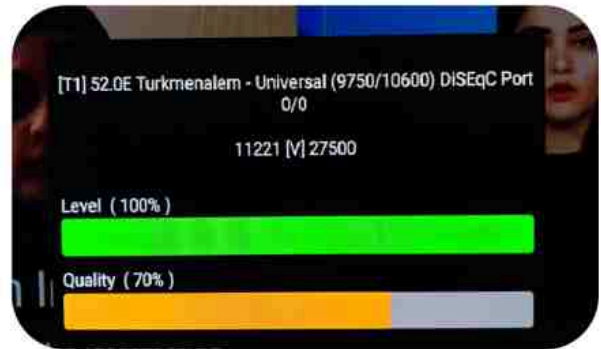 [T1] 52.0E Turkmenalem - Universal (9750/10600) DiSEqC Port
0/0
11221 [V] 27500
Level ( 100% )
Quality ( 70% )